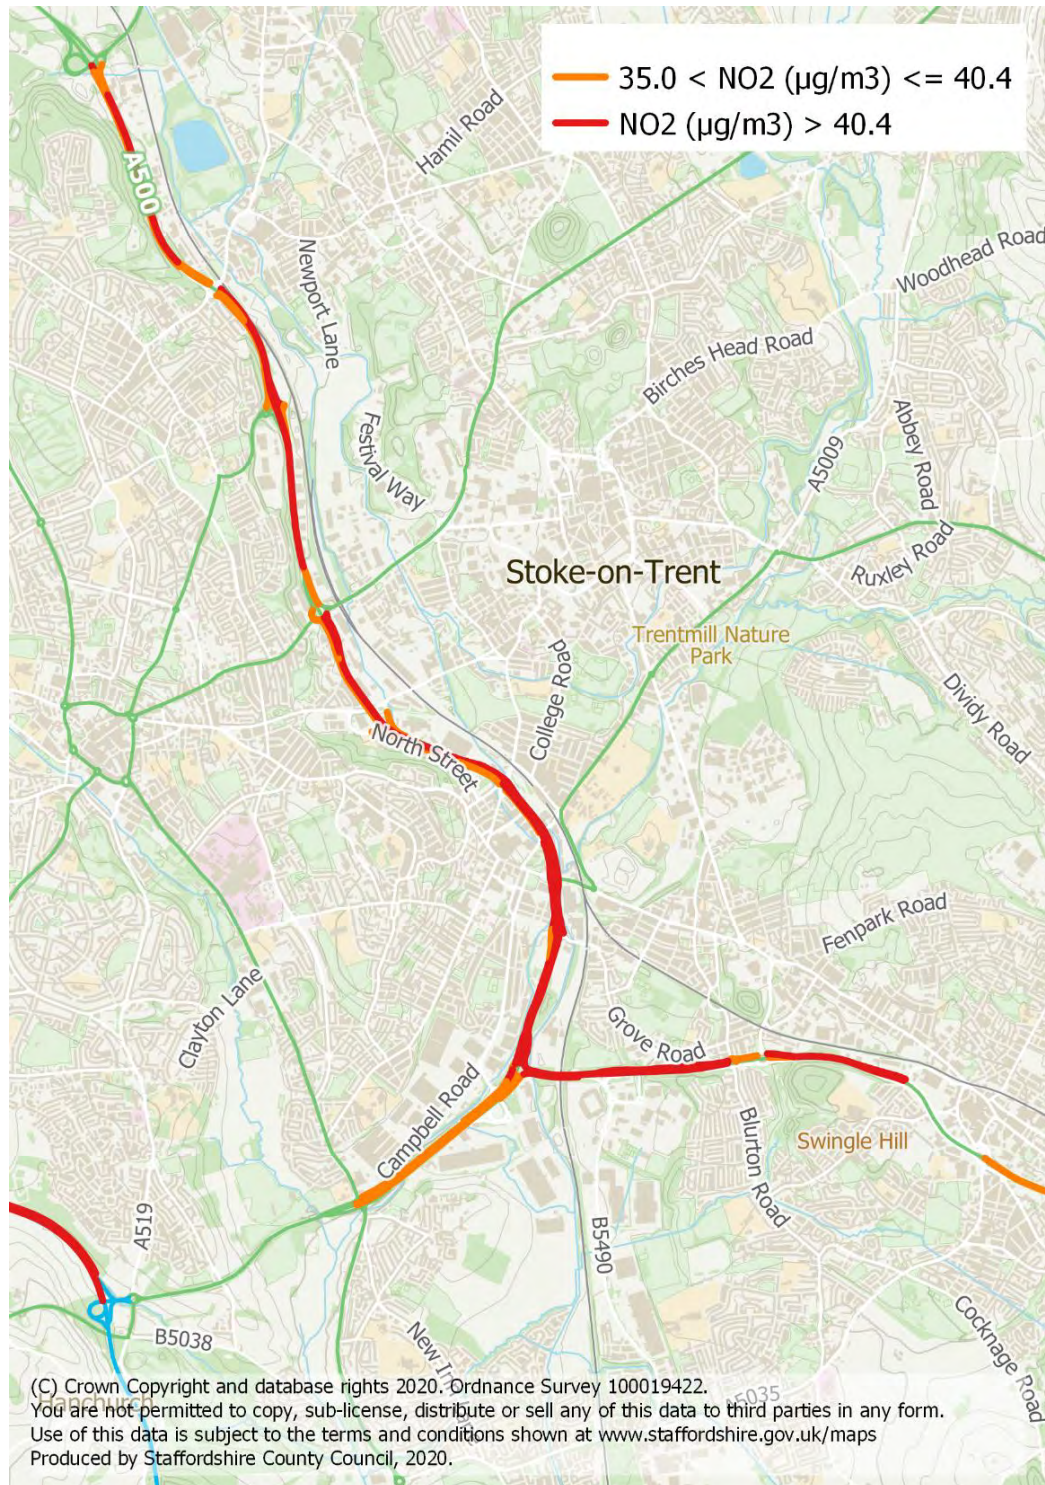 35.0 < NO2 (µg/m3) <= 40.4
NO2 (µg/m3) > 40.4
Hamil Road
A500
Newport Lane
Woodhead Road
Birches Head Road
Festival Way
A5009
Abbey Road
Ruxley Road
Stoke-on-Trent
Trentmill Nature
Park
College Road
Dividy Road
North Street
Fenpark Road
Clayton Lane
Grove Road
Campbell Road
Blurton Road
Swingle Hill
A519
B5490
B5038
New Inn Lane
Cocknage Road
A5035
Hanchurch
(C) Crown Copyright and database rights 2020. Ordnance Survey 100019422.
You are not permitted to copy, sub-license, distribute or sell any of this data to third parties in any form.
Use of this data is subject to the terms and conditions shown at www.staffordshire.gov.uk/maps
Produced by Staffordshire County Council, 2020.